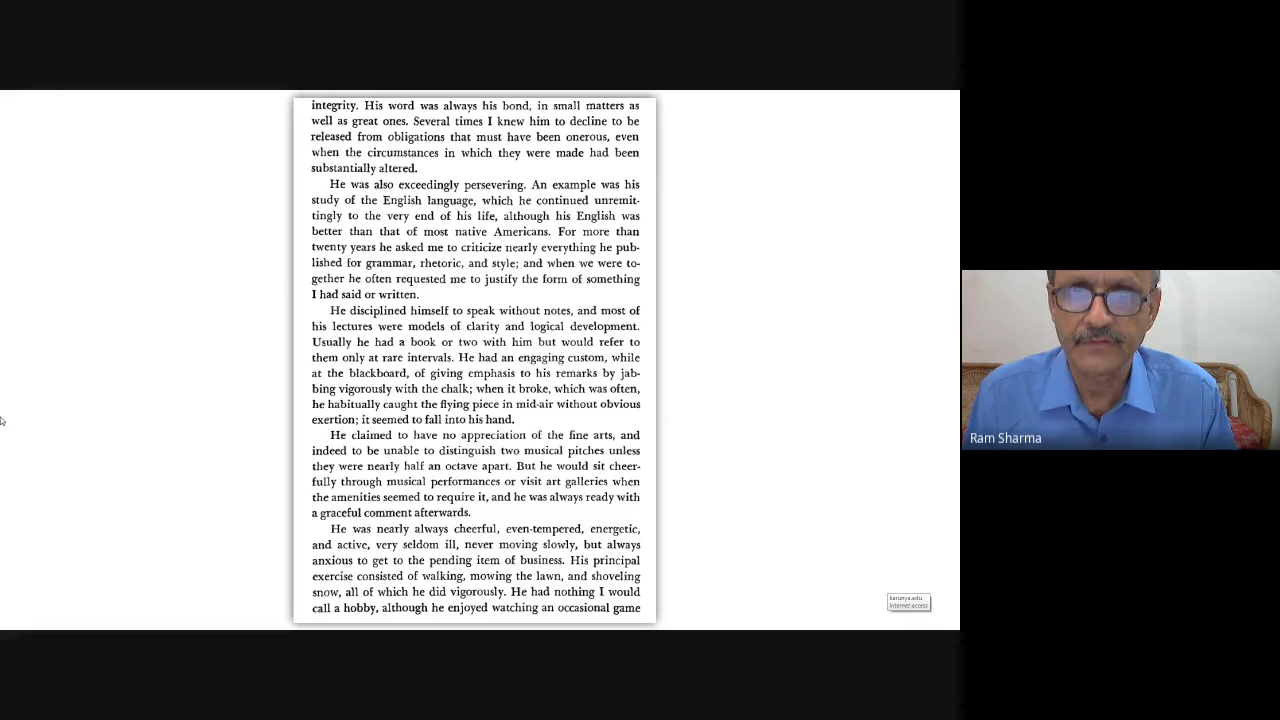 integrity. His word was always his bond, in small matters as
well as great ones. Several times I knew him to decline to be
released from obligations that must have been onerous, even
when the circumstances in which they were made had been
substantially altered.
He was also exceedingly persevering. An example was his
study of the English language, which he continued unremit-
tingly to the very end of his life, although his English was
better than that of most native Americans. For more than
twenty years he asked me to criticize nearly everything he pub-
lished for grammar, rhetoric, and style; and when we were to-
gether he often requested me to justify the form of something
I had said or written.
He disciplined himself to speak without notes, and most of
his lectures were models of clarity and logical development.
Usually he had a book or two with him but would refer to
them only at rare intervals. He had an engaging custom, while
at the blackboard, of giving emphasis to his remarks by jab-
bing vigorously with the chalk; when it broke, which was often,
he habitually caught the flying piece in mid-air without obvious
exertion; it seemed to fall into his hand.
He claimed to have no appreciation of the fine arts, and
indeed to be unable to distinguish two musical pitches unless
they were nearly half an octave apart. But he would sit cheer-
fully through musical performances or visit art galleries when
the amenities seemed to require it, and he was always ready with
a graceful comment afterwards.
He was nearly always cheerful, even-tempered, energetic,
and active, very seldom ill, never moving slowly, but always
anxious to get to the pending item of business. His principal
exercise consisted of walking, mowing the lawn, and shoveling
snow, all of which he did vigorously. He had nothing I would
call a hobby, although he enjoyed watching an occasional game
karunya.edu
Internet access
Ram Sharma